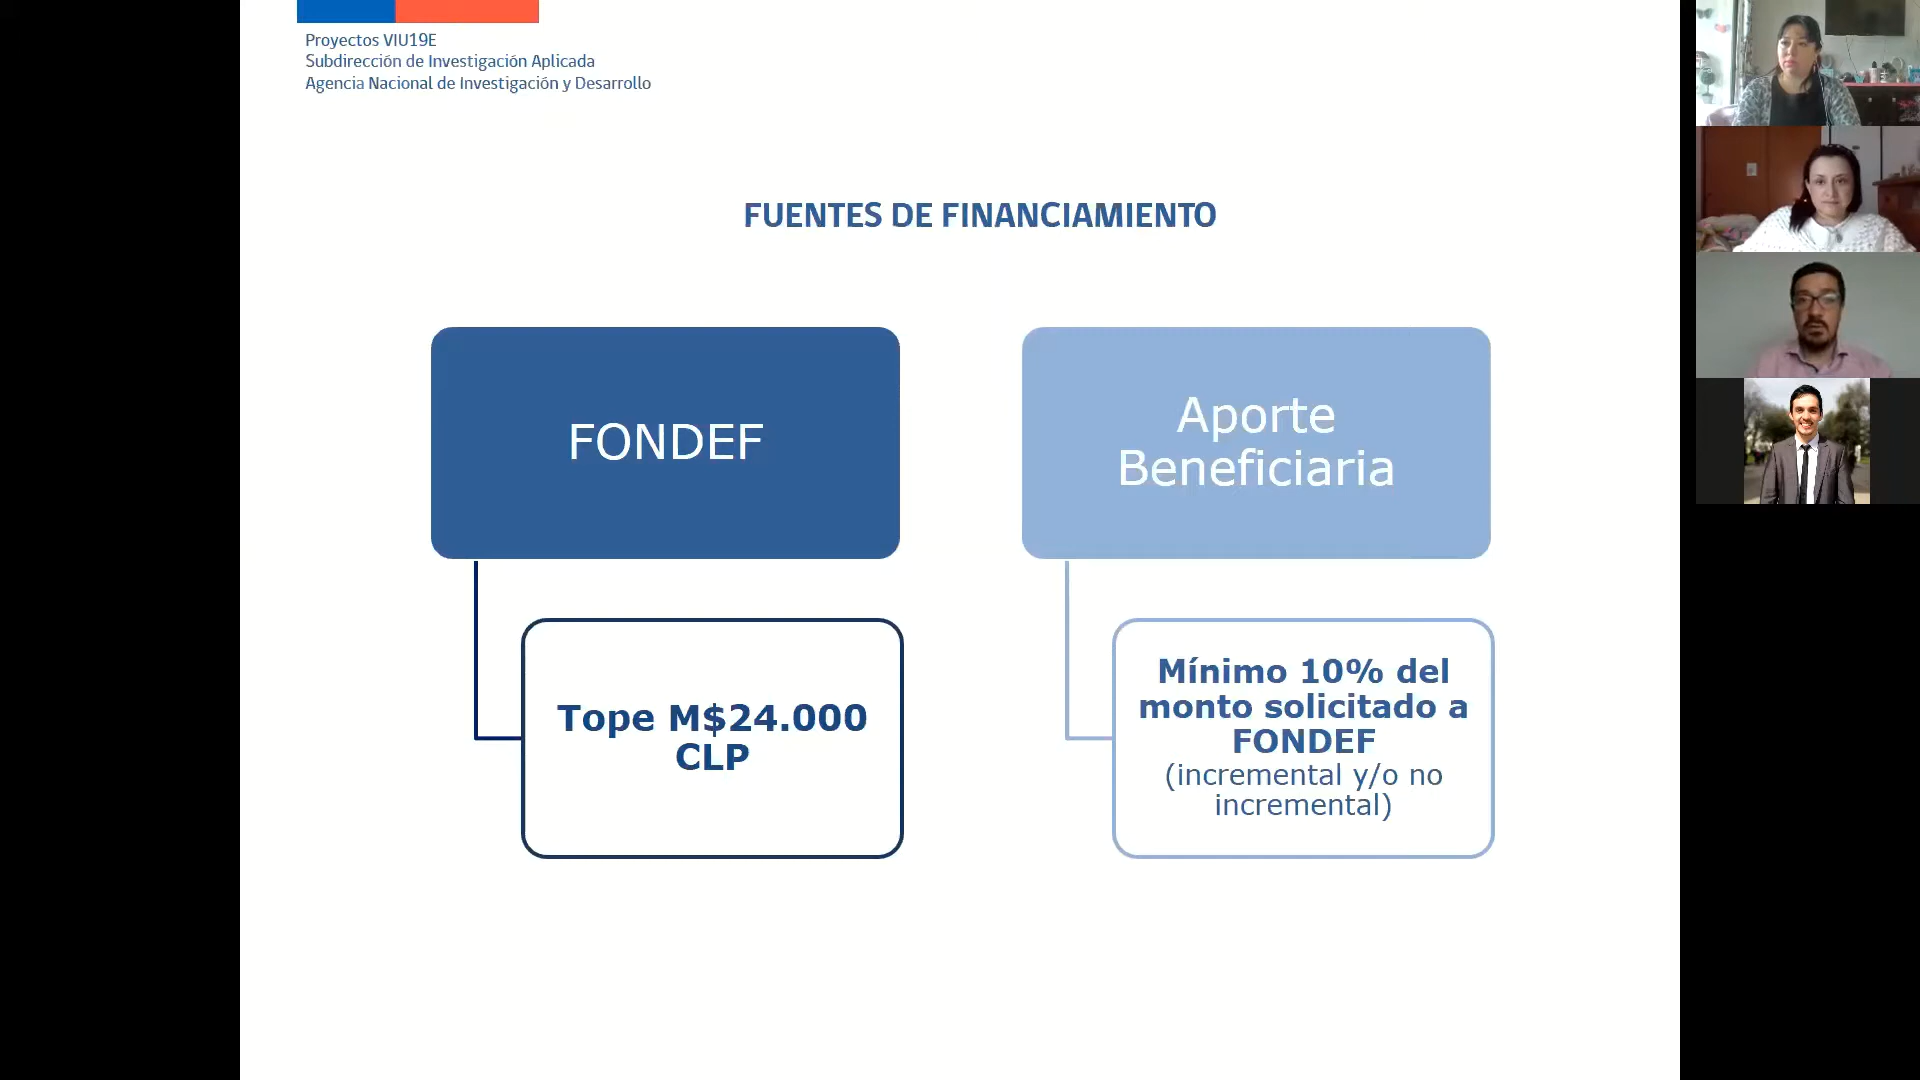 Proyectos VIU19E
Subdirección de Investigación Aplicada
Agencia Nacional de Investigación y Desarrollo
FUENTES DE FINANCIAMIENTO
FONDEF
Aporte
Beneficiaria
Tope M$24.000
CLP
Mínimo 10% del
monto solicitado a
FONDEF
(incremental y/o no
incremental)